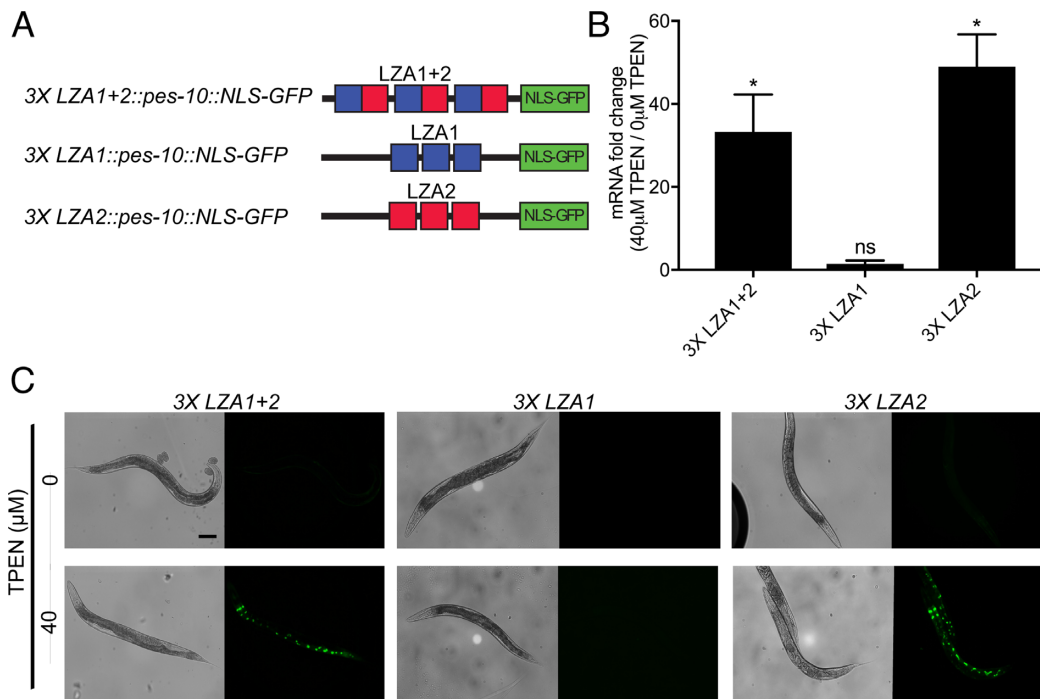 A
LZA1+2
3X LZA1+2::pes-10::NLS-GFP
NLS-GFP
LZA1
3X LZA1::pes-10::NLS-GFP
NLS-GFP
LZA2
3X LZA2::pes-10::NLS-GFP
NLS-GFP
B
mRNA fold change
(40µM TPEN / 0µM TPEN)
60
40
20
0
*
ns
*
3X LZA1+2
3X LZA1
3X LZA2
C
3X LZA1+2
3X LZA1
3X LZA2
TPEN (µM)
0
40